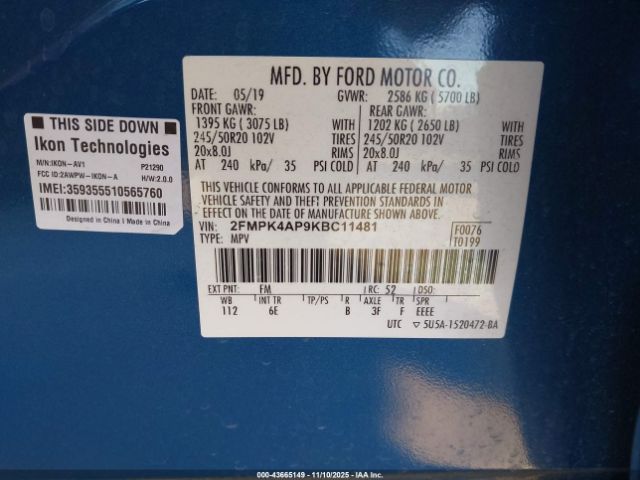 THIS SIDE DOWN
Ikon Technologies
M/N:IKON-AV1 P21290
FCC ID:2AWPW-IKON-A H/W:2.0.0
IMEI:359355510565760
Designed in China | Made in China
MFD. BY FORD MOTOR CO.
DATE: 05/19 GVWR: 2586 KG ( 5700 LB)
FRONT GAWR: REAR GAWR:
1395 KG ( 3075 LB) WITH 1202 KG ( 2650 LB) WITH
245/50R20 102V TIRES 245/50R20 102V TIRES
20x8.0J RIMS 20x8.0J RIMS
AT 240 kPa/ 35 PSI COLD AT 240 kPa/ 35 PSI COLD
THIS VEHICLE CONFORMS TO ALL APPLICABLE FEDERAL MOTOR
VEHICLE SAFETY AND THEFT PREVENTION STANDARDS IN
EFFECT ON THE DATE OF MANUFACTURE SHOWN ABOVE.
VIN: 2FMPK4AP9KBC11481 F0076
TYPE: MPV T0199
EXT PNT: FM RC: 52 DSO:
WB INT TR TP/PS R AXLE TR SPR
112 6E B 3F F EEEE
UTC ▽ 5U5A-1520472-BA
© - 43665149 - 11/10/2025 - IAA Inc.